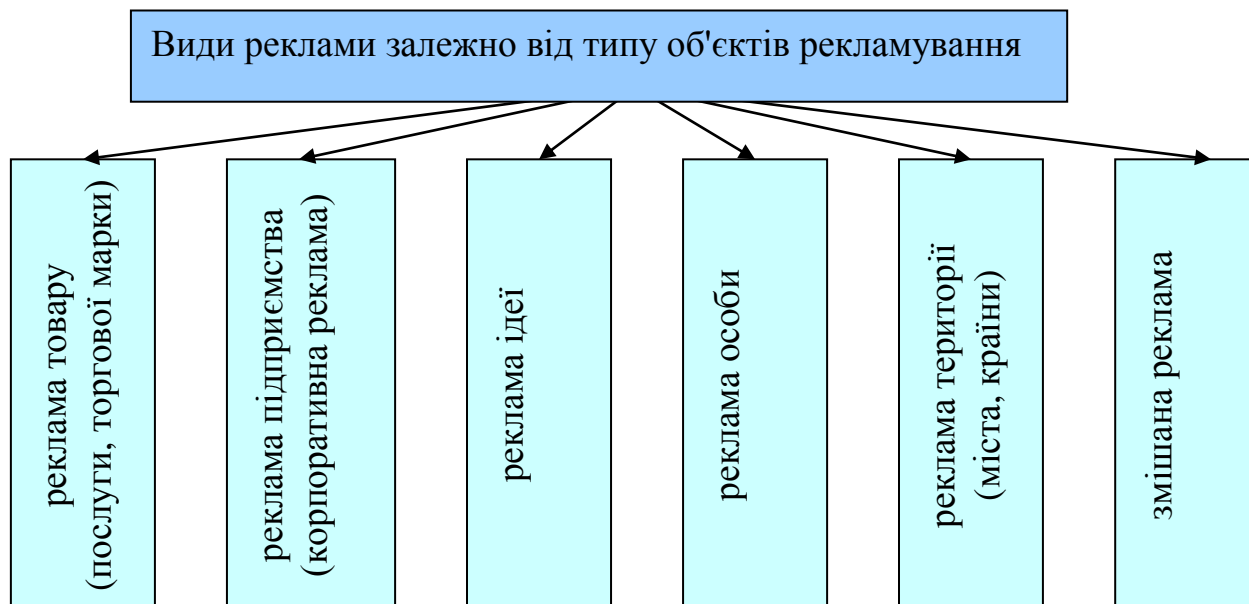 Види реклами залежно від типу об'єктів рекламування
реклама товару
(послуги, торгової марки)
реклама підприємства
(корпоративна реклама)
реклама ідеї
реклама особи
реклама території
(міста, країни)
змішана реклама